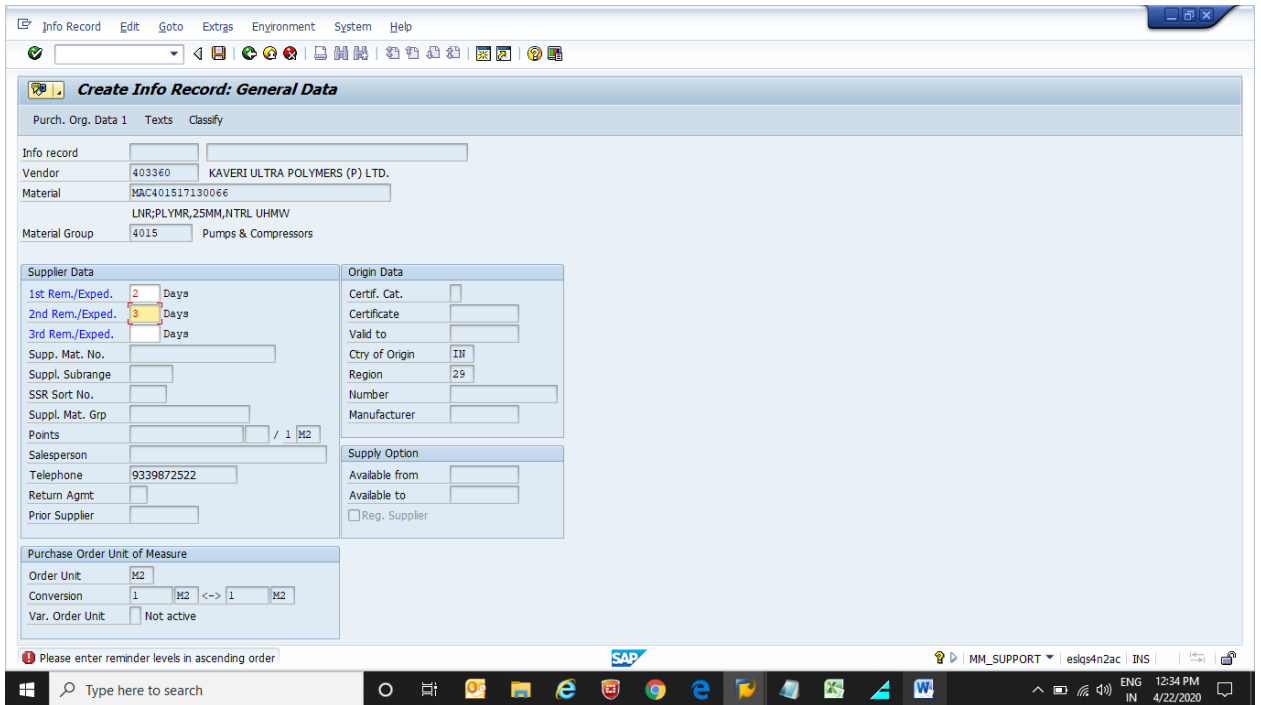 Info Record Edit Goto Extras Environment System Help
Create Info Record: General Data
Purch. Org. Data 1 Texts Classify
Info record
Vendor 403360 KAVERI ULTRA POLYMERS (P) LTD.
Material MAC401517130066
LNR;PLYMR,25MM,NTRL UHMW
Material Group 4015 Pumps & Compressors
Supplier Data Origin Data
1st Rem./Exped. 2 Days Certif. Cat.
2nd Rem./Exped. 3 Days Certificate
3rd Rem./Exped. Days Valid to
Supp. Mat. No. Ctry of Origin IN
Suppl. Subrange Region 29
SSR Sort No. Number
Suppl. Mat. Grp Manufacturer
Points / 1 M2
Salesperson Supply Option
Telephone 9339872522 Available from
Return Agmt Available to
Prior Supplier Reg. Supplier
Purchase Order Unit of Measure
Order Unit M2
Conversion 1 M2 <-> 1 M2
Var. Order Unit Not active
Please enter reminder levels in ascending order SAP MM_SUPPORT eslqs4n2ac INS
Type here to search ENG 12:34 PM
IN 4/22/2020